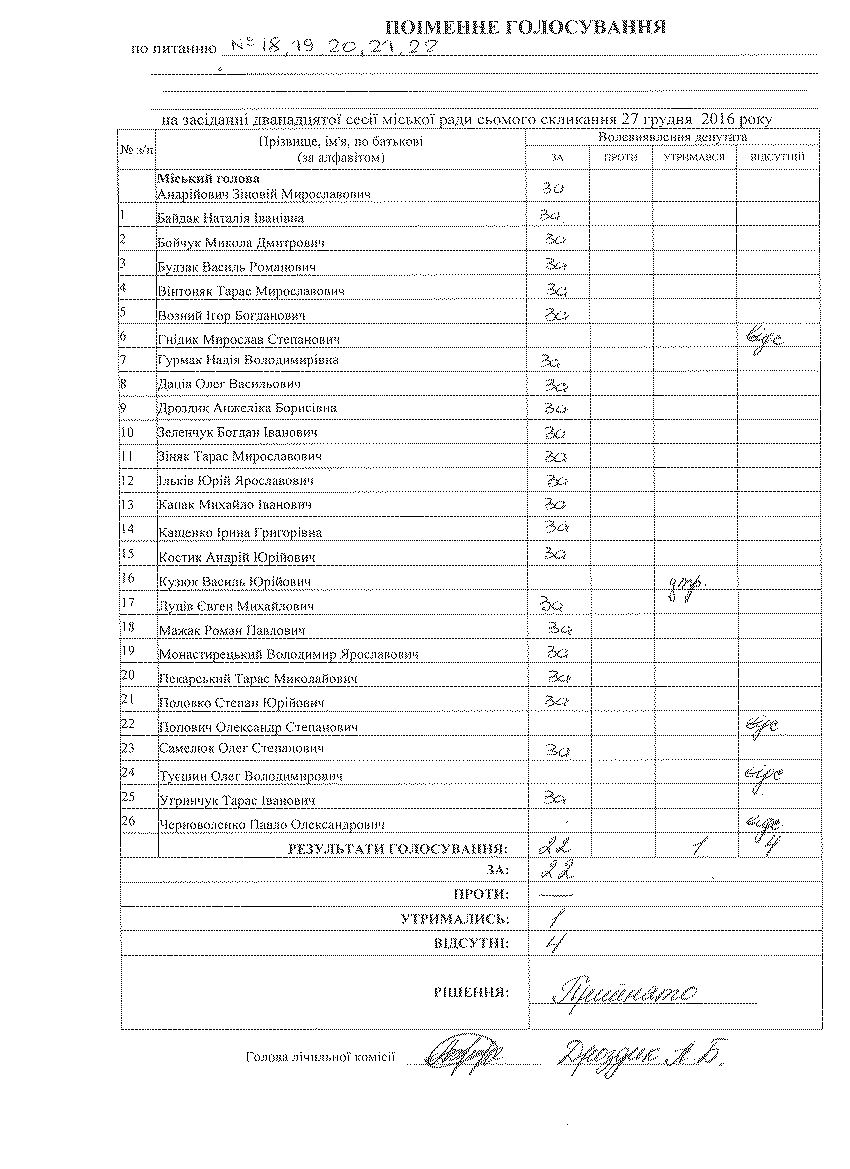 ПОІМЕННЕ ГОЛОСУВАННЯ
по питанню № 18, 19 20, 21, 22
на засіданні дванадцятої сесії міської ради сьомого скликання 27 грудня 2016 року
№ з/п Прізвище, ім'я, по батькові (за алфавітом) Волевиявлення депутата
ЗА ПРОТИ УТРИМАВСЯ ВІДСУТНІЙ
Міський голова
Андрійович Зіновій Мирославович За
1 Байдак Наталія Іванівна За
2 Бойчук Микола Дмитрович За
3 Будзак Василь Романович За
4 Вінтоняк Тарас Мирославович За
5 Возний Ігор Богданович За
6 Гнідик Мирослав Степанович відс
7 Гурмак Надія Володимирівна За
8 Даців Олег Васильович За
9 Дроздик Анжеліка Борисівна За
10 Зеленчук Богдан Іванович За
11 Зіняк Тарас Мирославович За
12 Ільків Юрій Ярославович За
13 Капак Михайло Іванович За
14 Кащенко Ірина Григорівна За
15 Костик Андрій Юрійович За
16 Кузюк Василь Юрійович утр.
17 Луців Євген Михайлович За
18 Мажак Роман Павлович За
19 Монастирецький Володимир Ярославович За
20 Пекарський Тарас Миколайович За
21 Половко Степан Юрійович За
22 Попович Олександр Степанович відс
23 Самелюк Олег Степанович За
24 Туєшин Олег Володимирович відс
25 Угринчук Тарас Іванович За
26 Черноволенко Павло Олександрович відс
РЕЗУЛЬТАТИ ГОЛОСУВАННЯ: 22 1 4
ЗА: 22
ПРОТИ: —
УТРИМАЛИСЬ: 1
ВІДСУТНІ: 4
РІШЕННЯ: Прийнято
Голова лічильної комісії Дроздик А. Б.